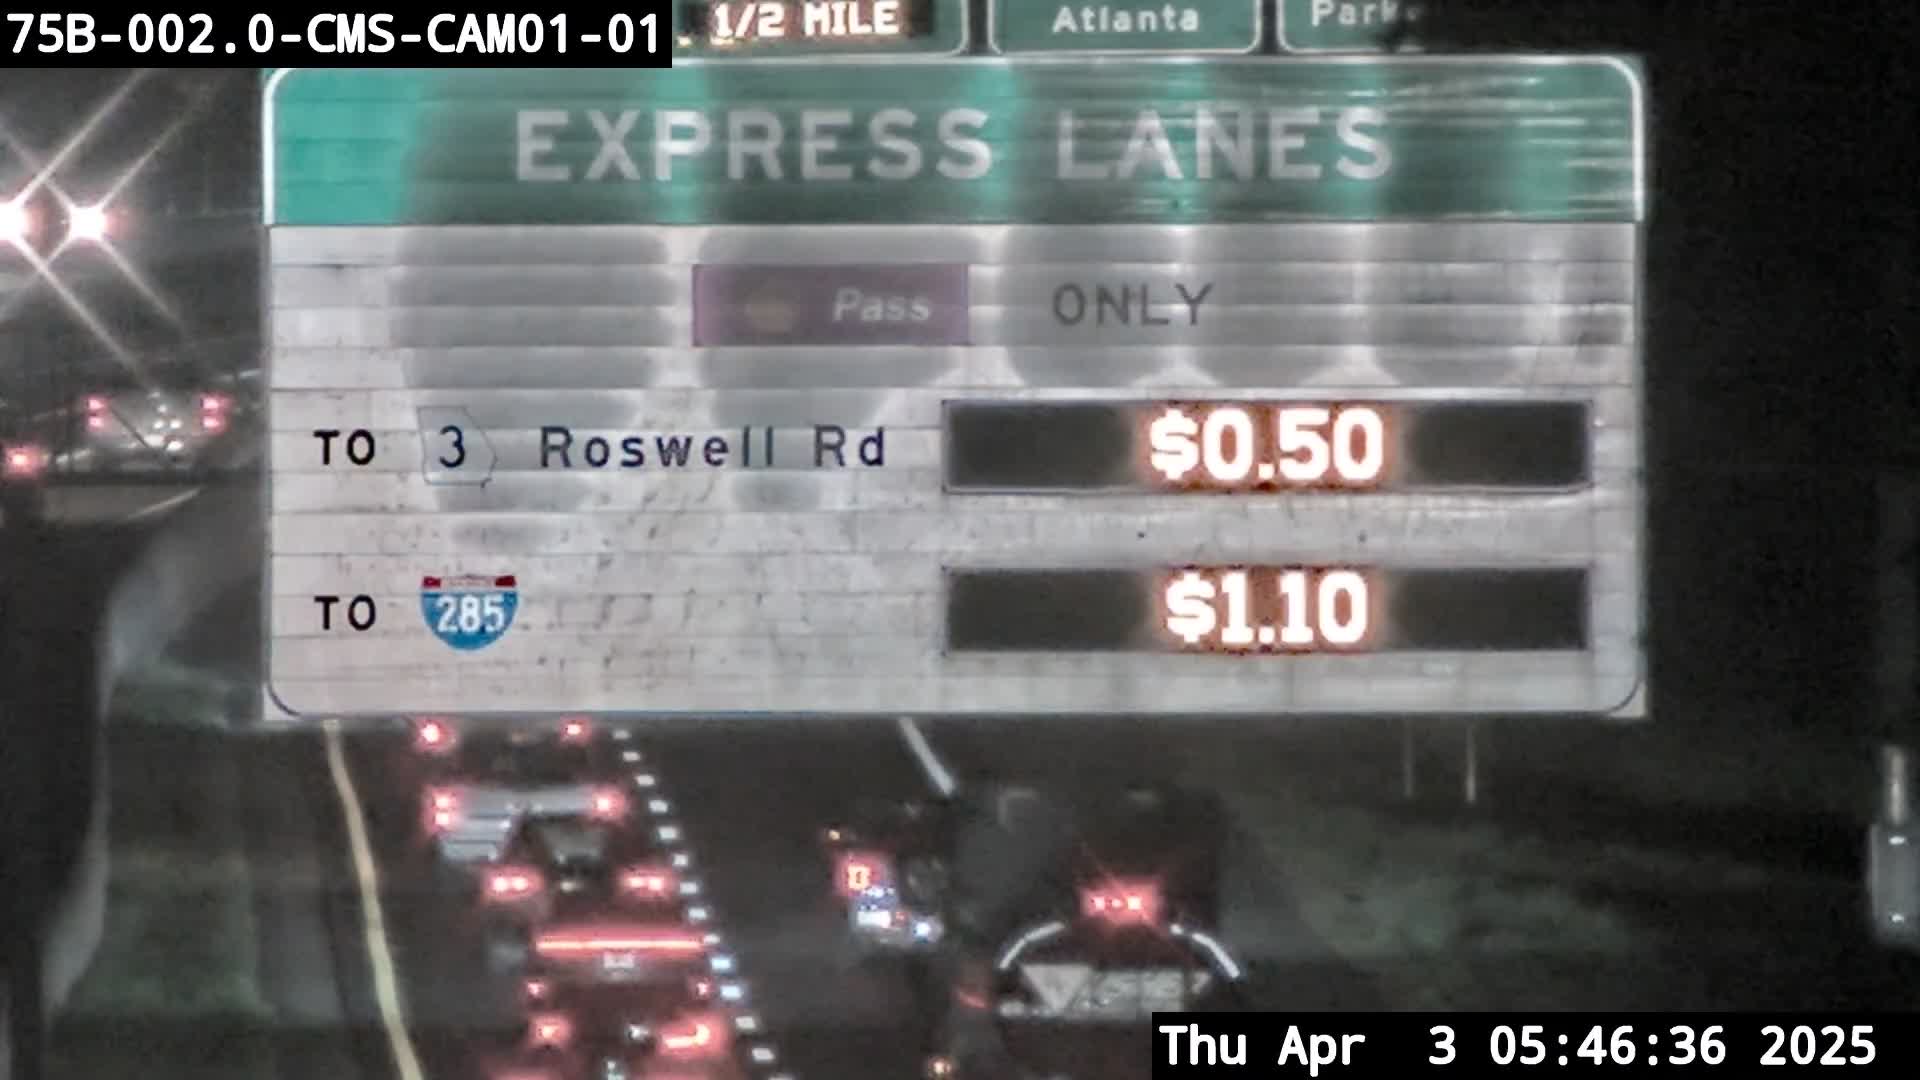 75B-002.0-CMS-CAM01-01
1/2 MILE
Atlanta
EXPRESS LANES
Pass ONLY
TO 3 Roswell Rd $0.50
TO 285 $1.10
Thu Apr 3 05:46:36 2025